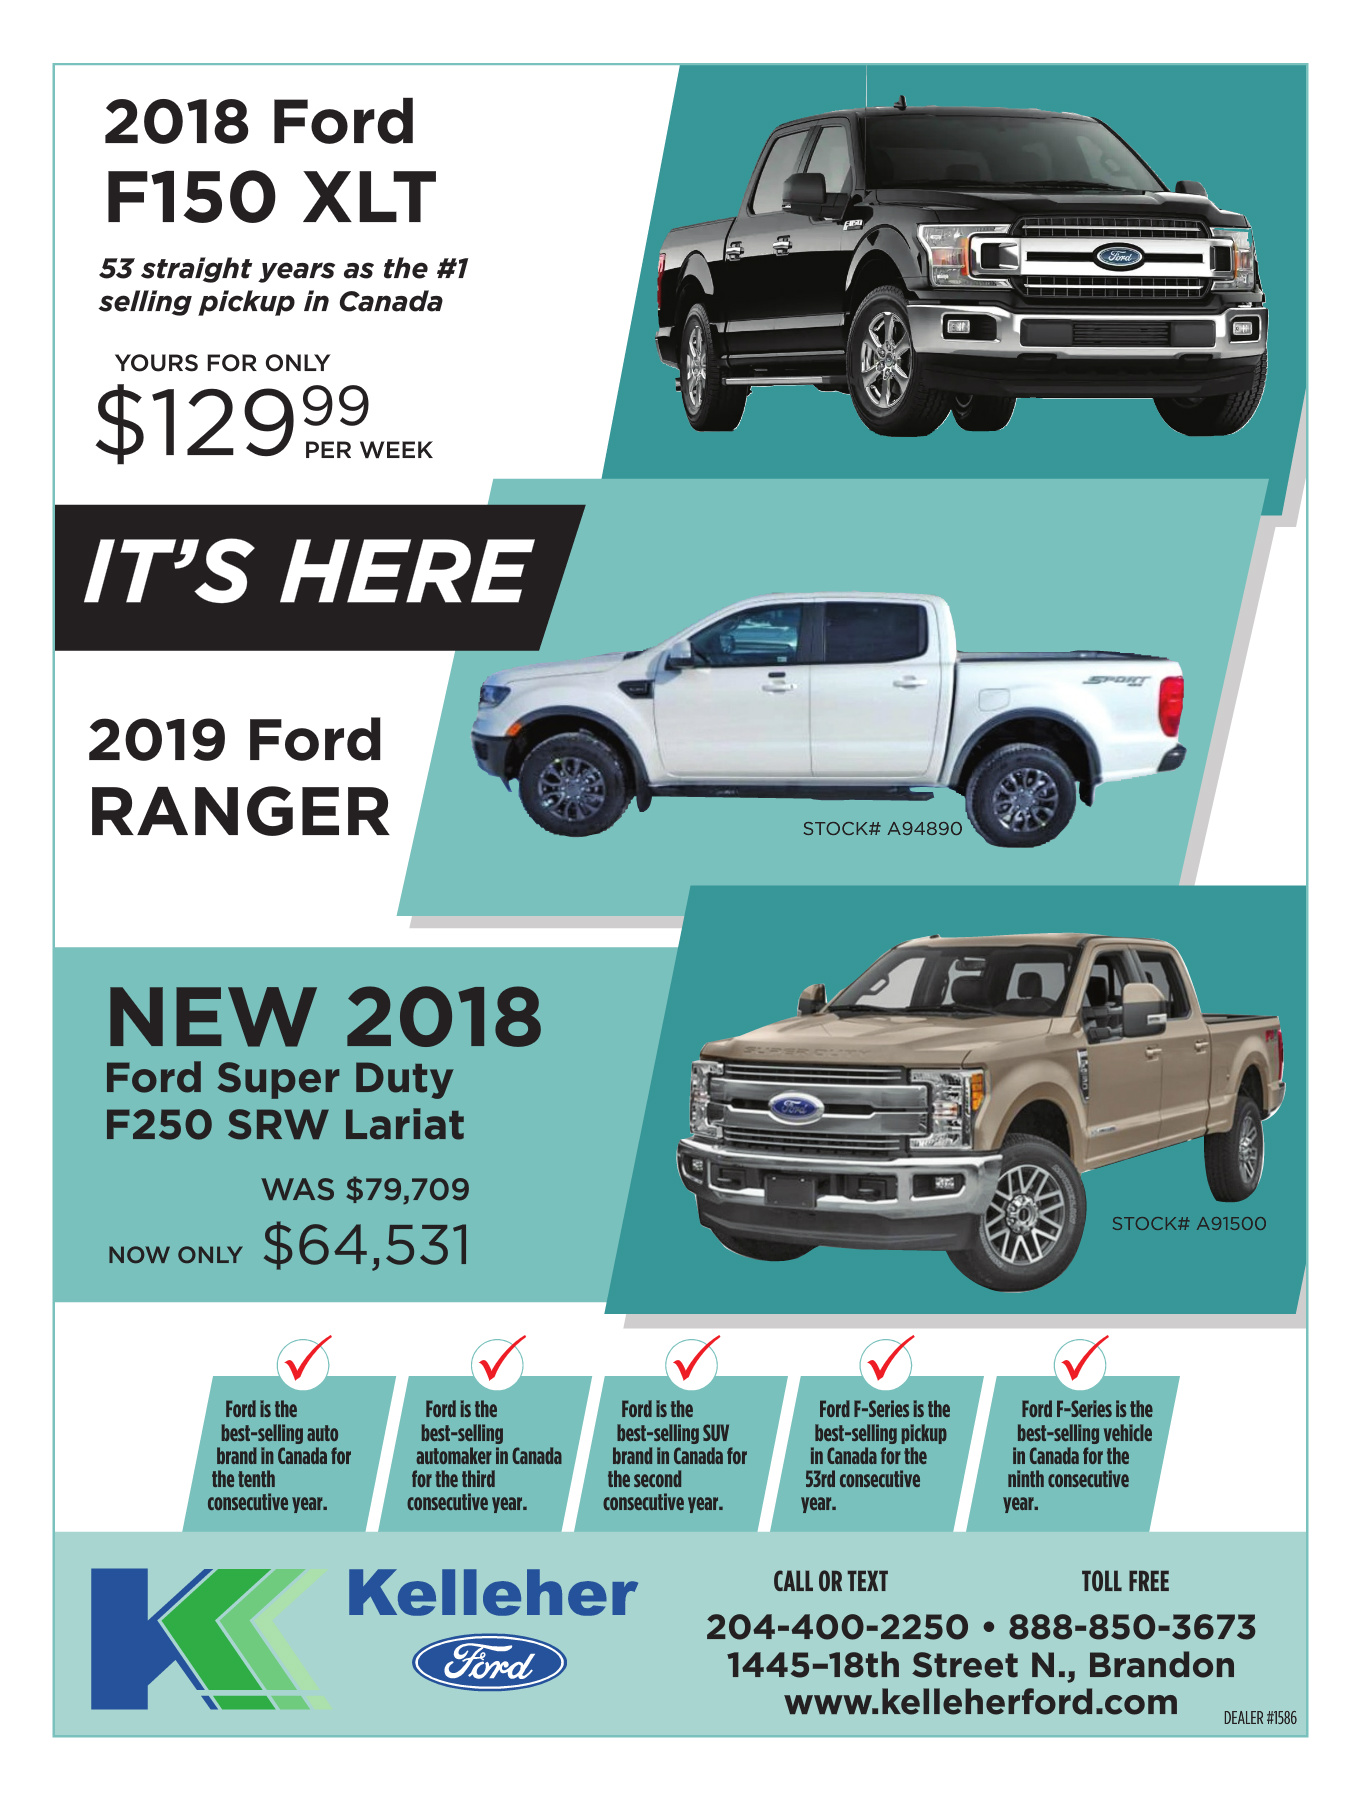 2018 Ford
F150 XLT
53 straight years as the #1
selling pickup in Canada
YOURS FOR ONLY
$129 99
PER WEEK
F150
Ford
IT'S HERE
2019 Ford
RANGER
SPORT
STOCK# A94890
NEW 2018
Ford Super Duty
F250 SRW Lariat
WAS $79,709
NOW ONLY $64,531
SUPER DUTY
Ford
STOCK# A91500
Ford is the
best-selling auto
brand in Canada for
the tenth
consecutive year.
Ford is the
best-selling
automaker in Canada
for the third
consecutive year.
Ford is the
best-selling SUV
brand in Canada for
the second
consecutive year.
Ford F-Series is the
best-selling pickup
in Canada for the
53rd consecutive
year.
Ford F-Series is the
best-selling vehicle
in Canada for the
ninth consecutive
year.
Kelleher
Ford
CALL OR TEXT TOLL FREE
204-400-2250 • 888-850-3673
1445–18th Street N., Brandon
www.kelleherford.com
DEALER #1586